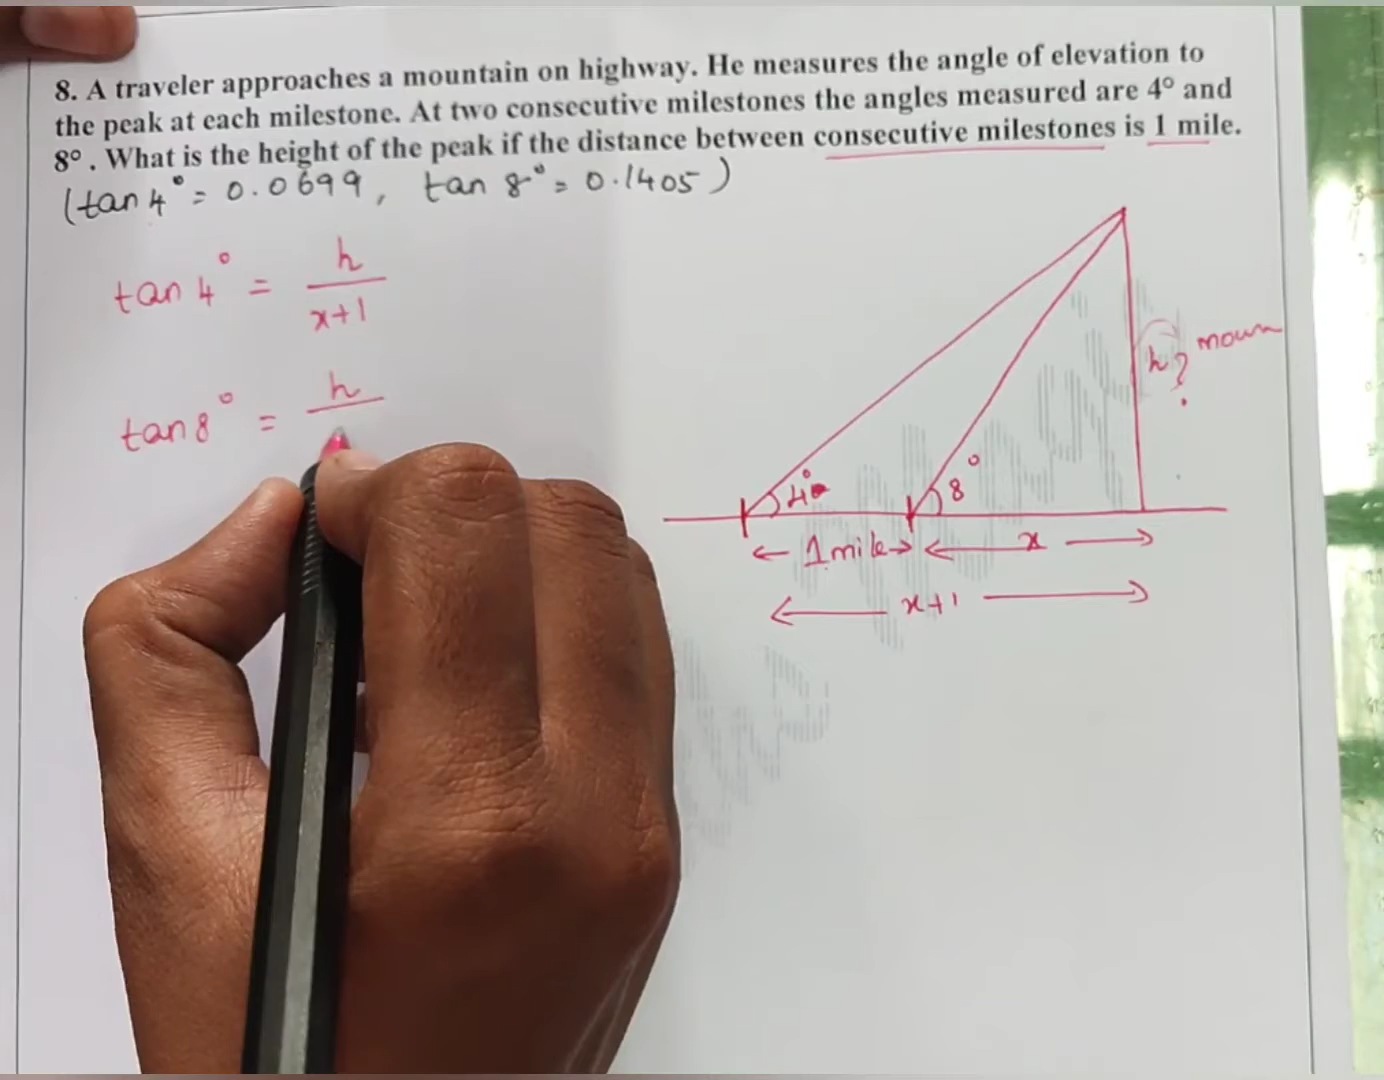 8. A traveler approaches a mountain on highway. He measures the angle of elevation to
the peak at each milestone. At two consecutive milestones the angles measured are 4° and
8°. What is the height of the peak if the distance between consecutive milestones is 1 mile.
(tan 4° = 0.0699, tan 8° = 0.1405)
tan 4° = h
x+1
tan 8° = h
h?
moun
4°
8°
1 mile
x
x+1